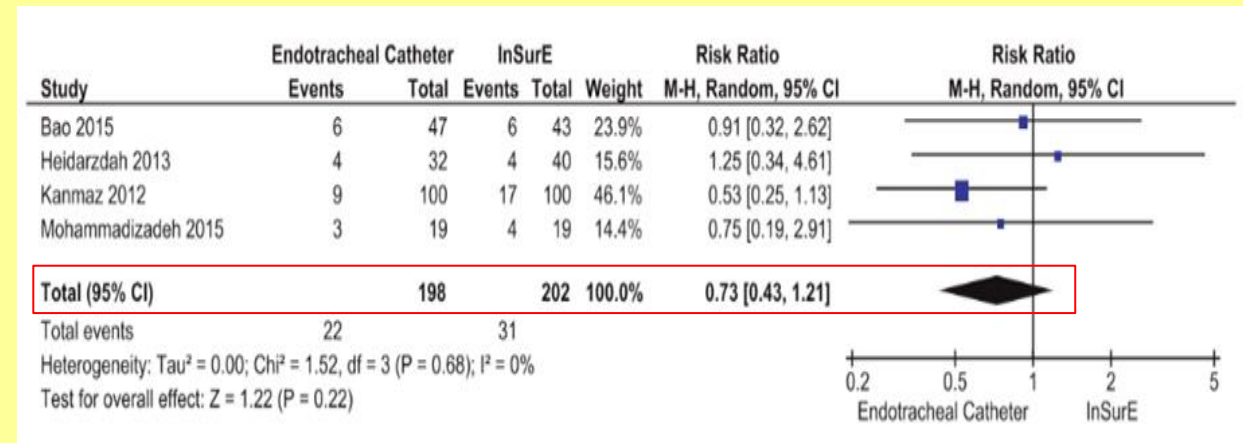 Endotracheal Catheter InSurE Risk Ratio Risk Ratio
Study Events Total Events Total Weight M-H, Random, 95% CI M-H, Random, 95% CI
Bao 2015 6 47 6 43 23.9% 0.91 [0.32, 2.62]
Heidarzdah 2013 4 32 4 40 15.6% 1.25 [0.34, 4.61]
Kanmaz 2012 9 100 17 100 46.1% 0.53 [0.25, 1.13]
Mohammadizadeh 2015 3 19 4 19 14.4% 0.75 [0.19, 2.91]
Total (95% CI) 198 202 100.0% 0.73 [0.43, 1.21]
Total events 22 31
Heterogeneity: Tau² = 0.00; Chi² = 1.52, df = 3 (P = 0.68); I² = 0%
Test for overall effect: Z = 1.22 (P = 0.22)
0.2 0.5 1 2 5
Endotracheal Catheter InSurE